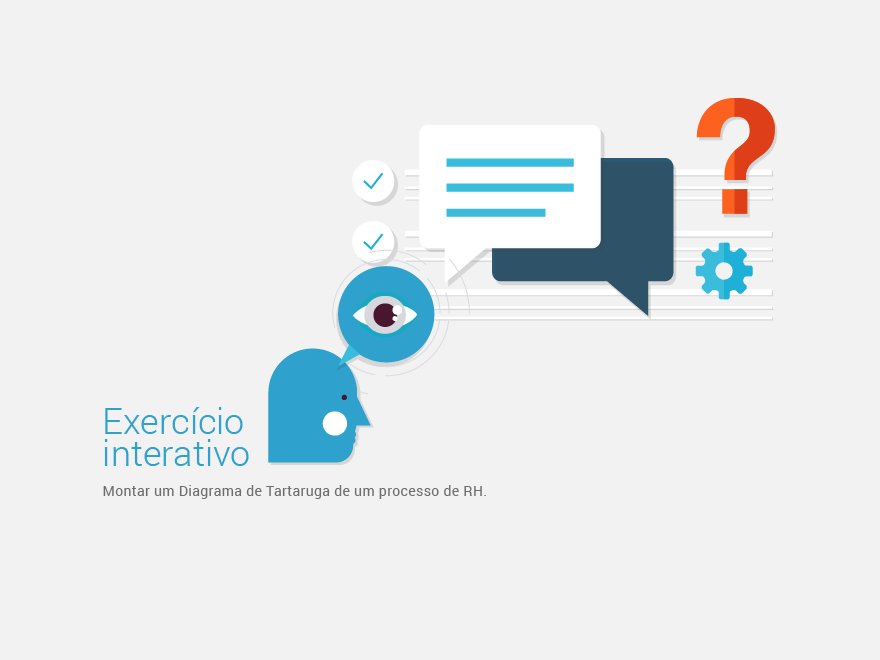 Exercício
interativo
Montar um Diagrama de Tartaruga de um processo de RH.